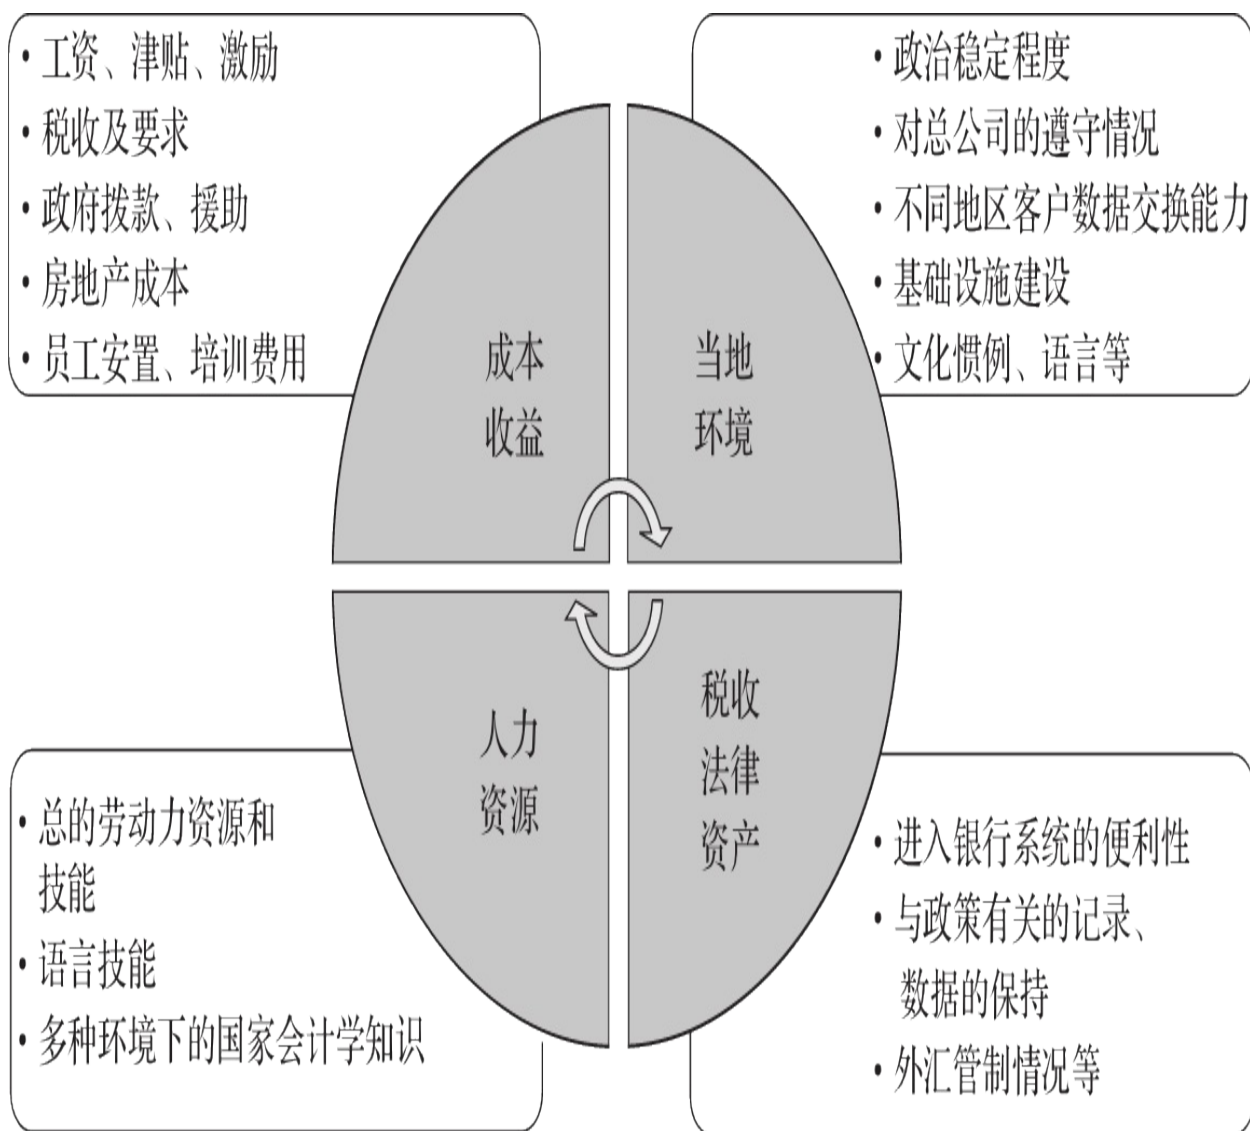 • 工资、津贴、激励
• 税收及要求
• 政府拨款、援助
• 房地产成本
• 员工安置、培训费用
• 政治稳定程度
• 对总公司的遵守情况
• 不同地区客户数据交换能力
• 基础设施建设
• 文化惯例、语言等
成本
收益
当地
环境
人力
资源
税收
法律
资产
• 总的劳动力资源和
技能
• 语言技能
• 多种环境下的国家会计学知识
• 进入银行系统的便利性
• 与政策有关的记录、
数据的保持
• 外汇管制情况等